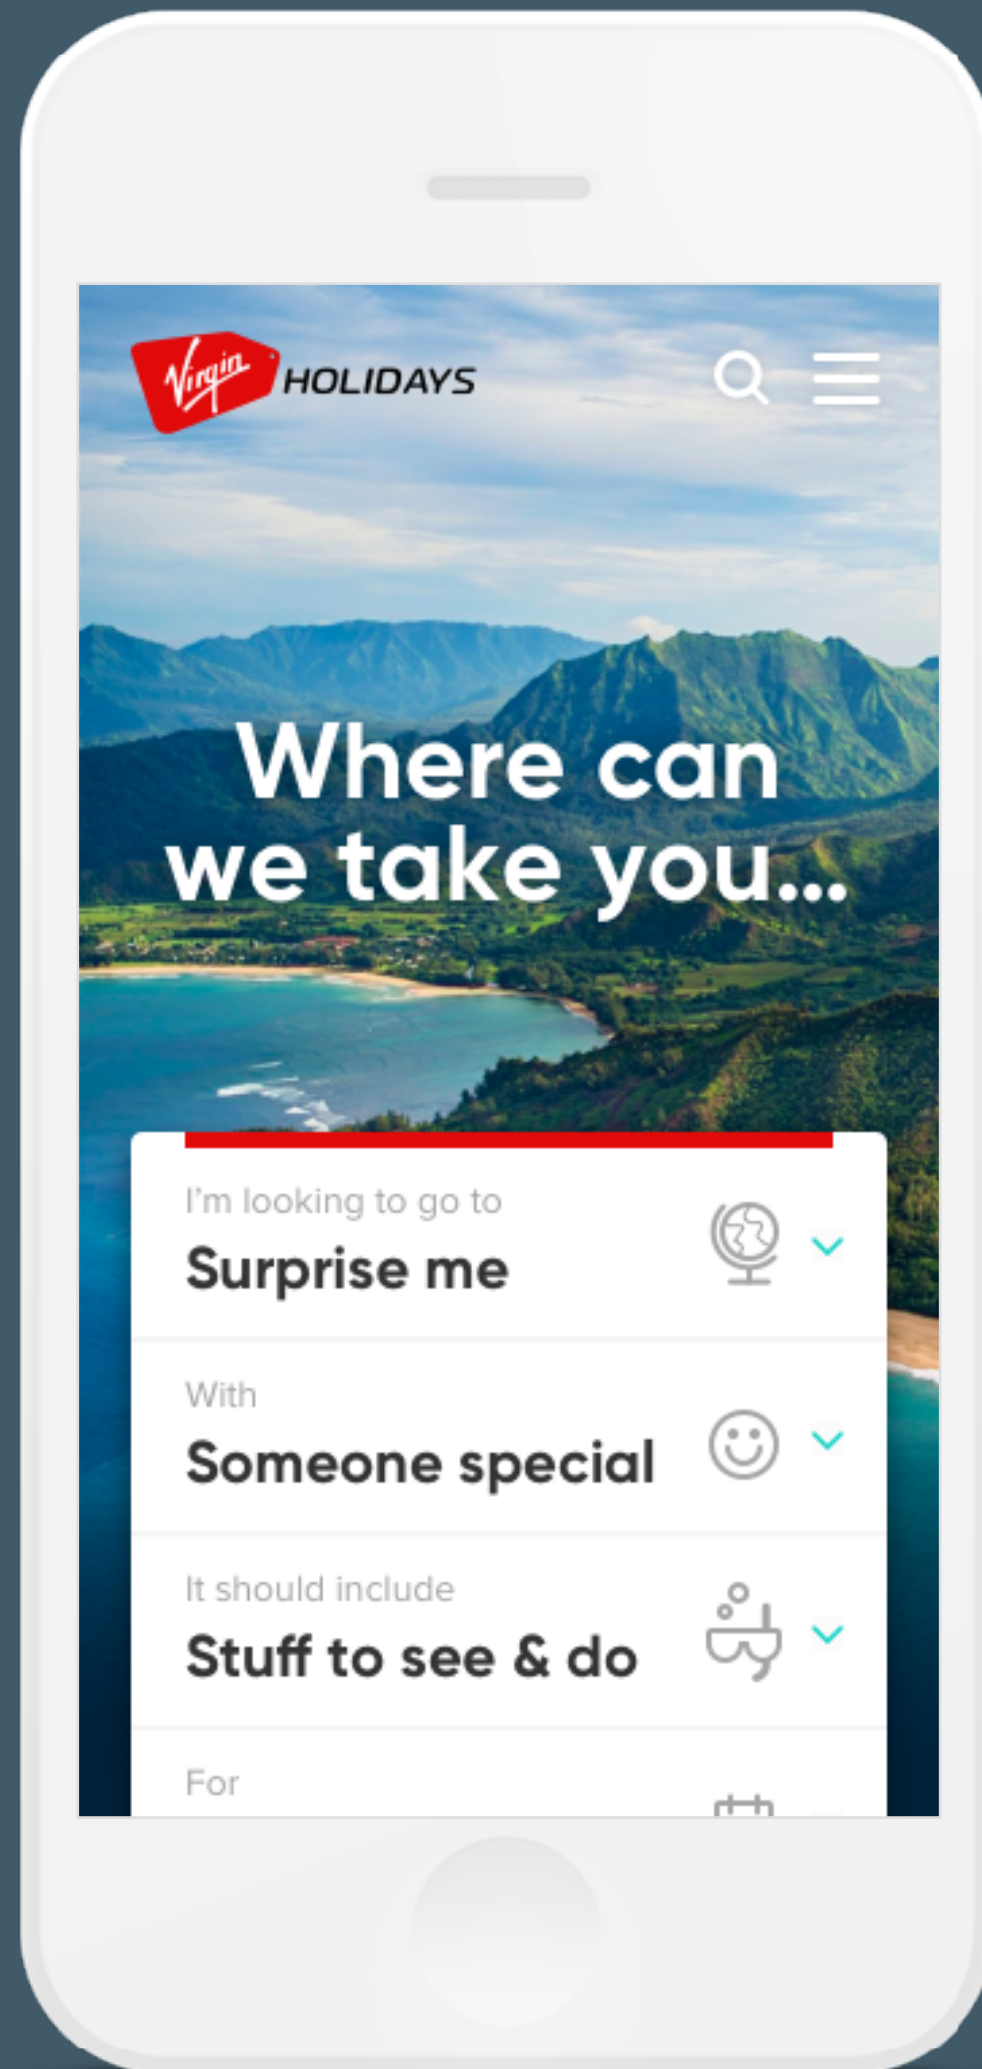 Virgin HOLIDAYS
Where can
we take you...
I'm looking to go to
Surprise me
With
Someone special
It should include
Stuff to see & do
For